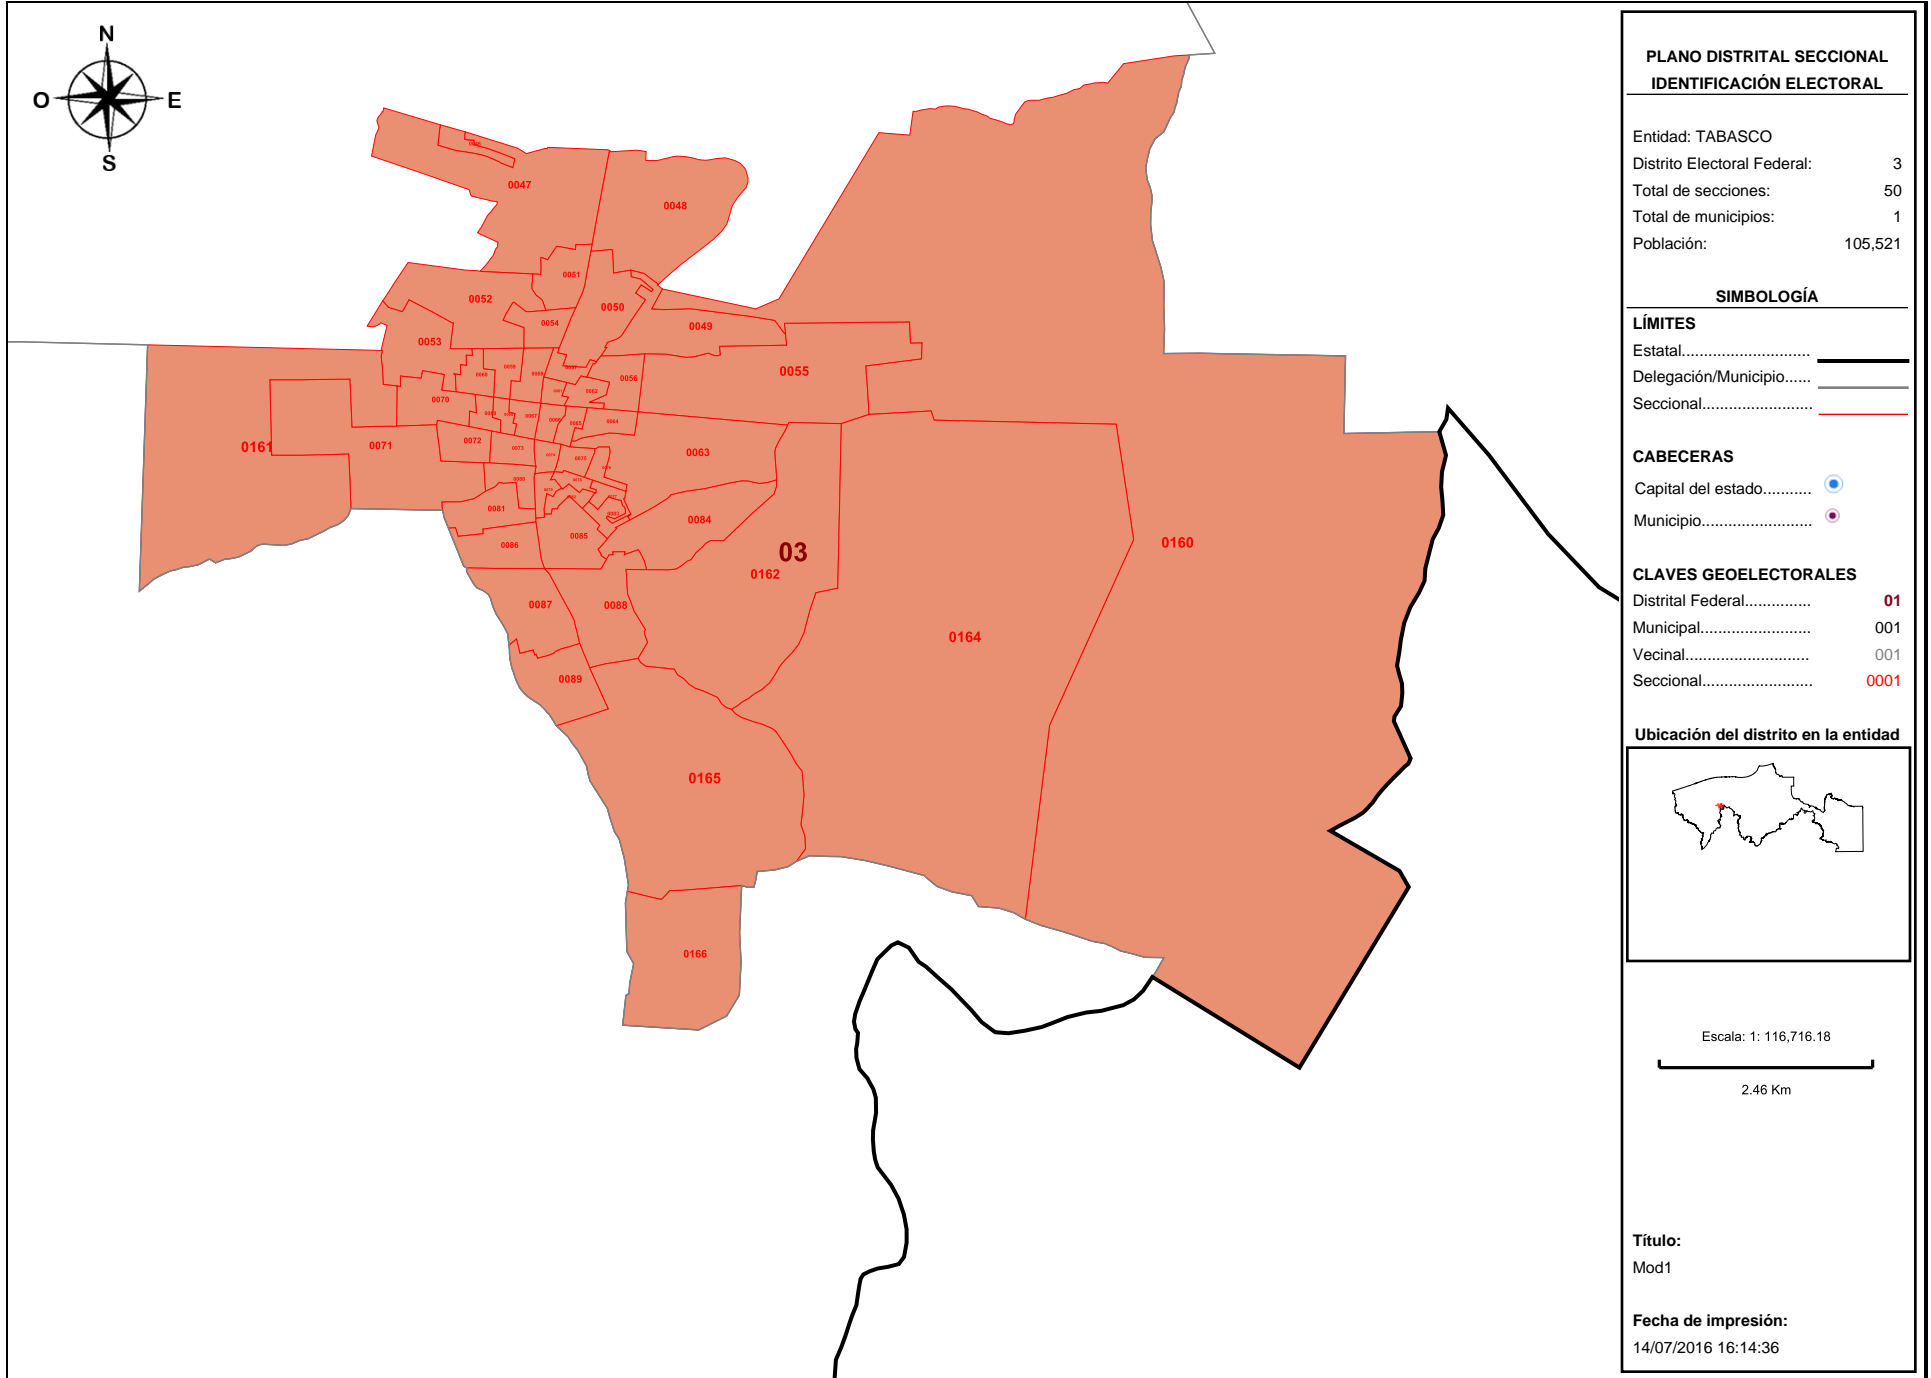 N
O E
S
0047
0048
0051
0052
0050
0054
0049
0053
0055
0056
0070
0062
0064
0161
0071
0072
0073
0063
0075
0080
0081
0084
0085
0086
03
0162
0160
0087
0088
0164
0089
0165
0166
PLANO DISTRITAL SECCIONAL
IDENTIFICACIÓN ELECTORAL
Entidad: TABASCO
Distrito Electoral Federal: 3
Total de secciones: 50
Total de municipios: 1
Población: 105,521
SIMBOLOGÍA
LÍMITES
Estatal.............................
Delegación/Municipio......
Seccional.........................
CABECERAS
Capital del estado...........
Municipio.........................
CLAVES GEOELECTORALES
Distrital Federal............... 01
Municipal......................... 001
Vecinal............................ 001
Seccional......................... 0001
Ubicación del distrito en la entidad
Escala: 1: 116,716.18
2.46 Km
Título:
Mod1
Fecha de impresión:
14/07/2016 16:14:36